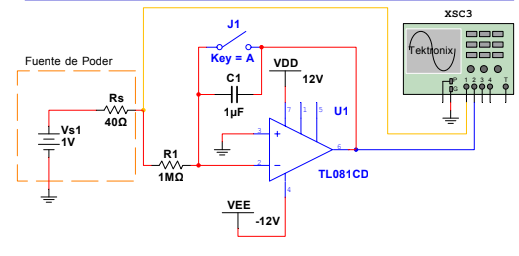 XSC3
Tektronix
P
G
1 2 3 4
T
J1
Key = A
Fuente de Poder
VDD
12V
C1
1µF
Rs
40Ω
Vs1
1V
U1
7 1 5
3
2
6
4
R1
1MΩ
TL081CD
VEE
-12V